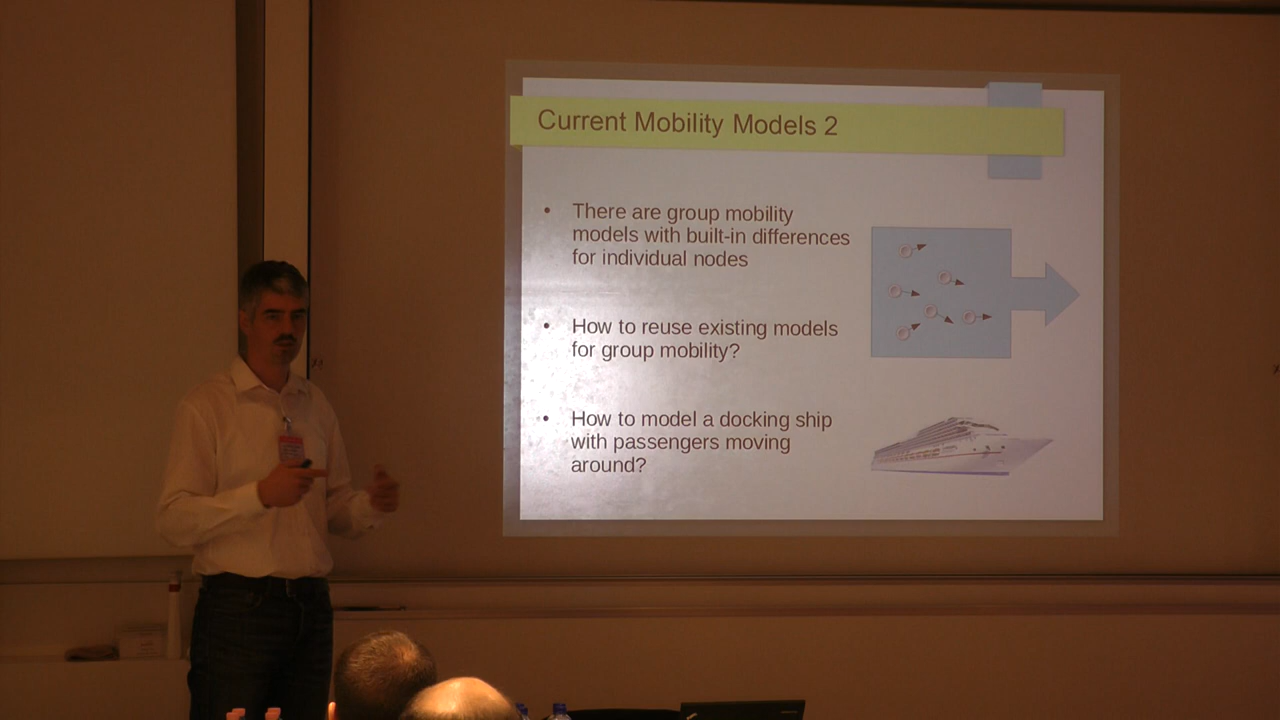 Current Mobility Models 2
• There are group mobility
models with built-in differences
for individual nodes
• How to reuse existing models
for group mobility?
• How to model a docking ship
with passengers moving
around?